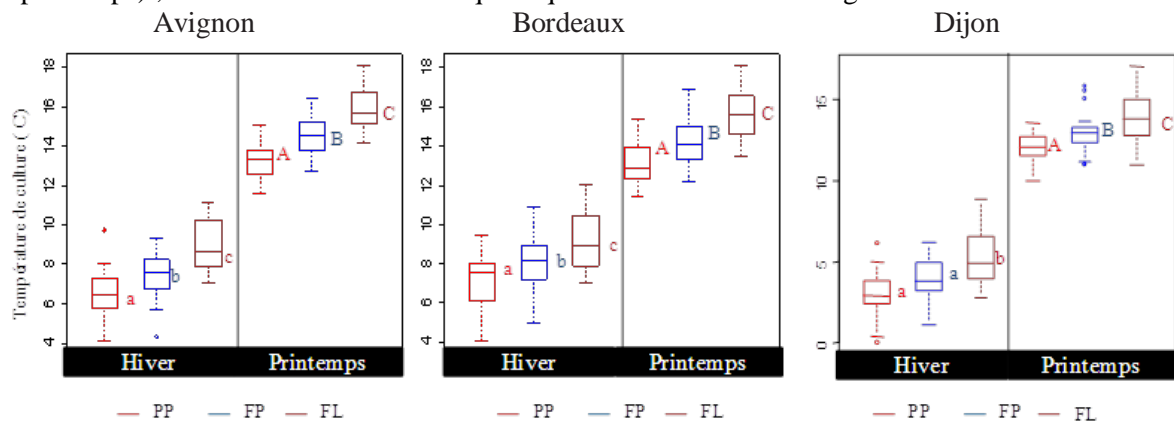 Avignon Bordeaux Dijon
Température de culture ( C)
18
16
14
12
10
8
6
4
A
B
C
a
b
c
Hiver Printemps
PP FP FL
18
16
14
12
10
8
6
4
A
B
C
a
b
c
Hiver Printemps
PP FP FL
15
10
5
0
A
B
C
a
a
b
Hiver Printemps
PP FP FL